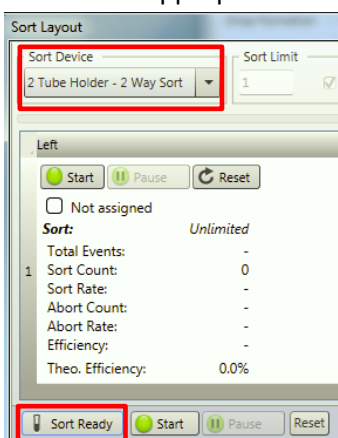 Sort Layout
Sort Device
Sort Limit
2 Tube Holder - 2 Way Sort
1
Left
Start
Pause
Reset
Not assigned
Sort: Unlimited
Total Events: -
1
Sort Count: 0
Sort Rate: -
Abort Count: -
Abort Rate: -
Efficiency: -
Theo. Efficiency: 0.0%
Sort Ready
Start
Pause
Reset